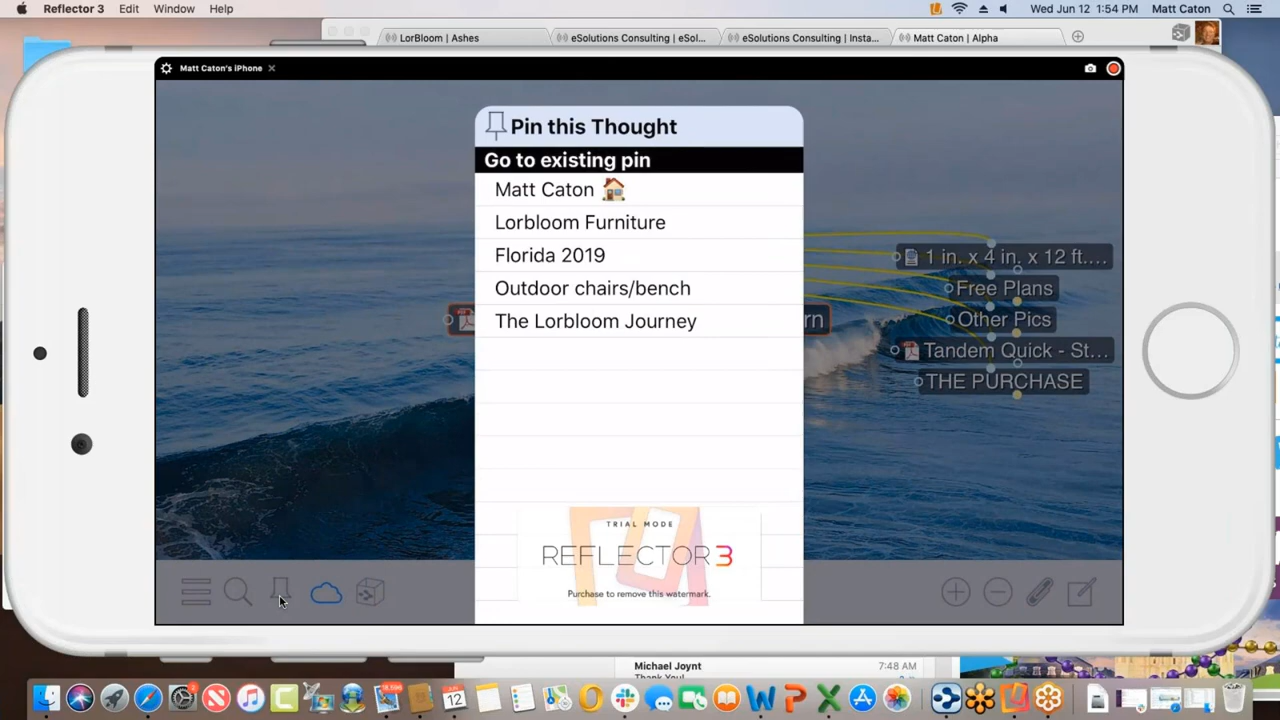 Reflector 3 Edit Window Help
Wed Jun 12 1:54 PM Matt Caton
LorBloom | Ashes
eSolutions Consulting | eSol...
eSolutions Consulting | Insta...
Matt Caton | Alpha
Matt Caton's iPhone
Pin this Thought
Go to existing pin
Matt Caton
Lorbloom Furniture
Florida 2019
Outdoor chairs/bench
The Lorbloom Journey
1 in. x 4 in. x 12 ft....
Free Plans
Other Pics
Tandem Quick - St...
THE PURCHASE
TRIAL MODE
REFLECTOR 3
Purchase to remove this watermark.
Michael Joynt 7:48 AM
Thank You!